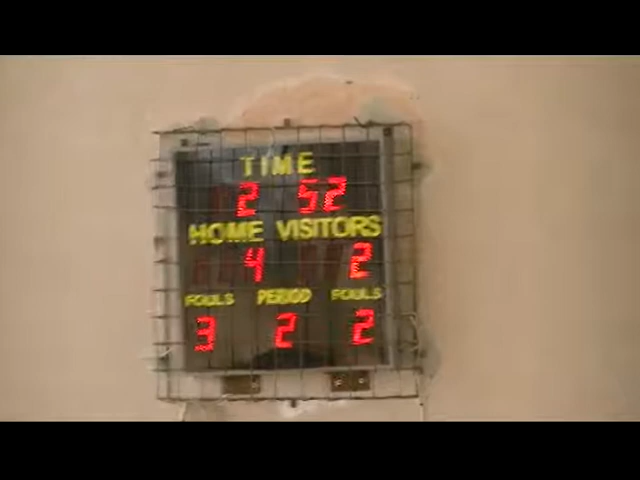 TIME
2 52
HOME VISITORS
4 2
FOULS PERIOD FOULS
3 2 2